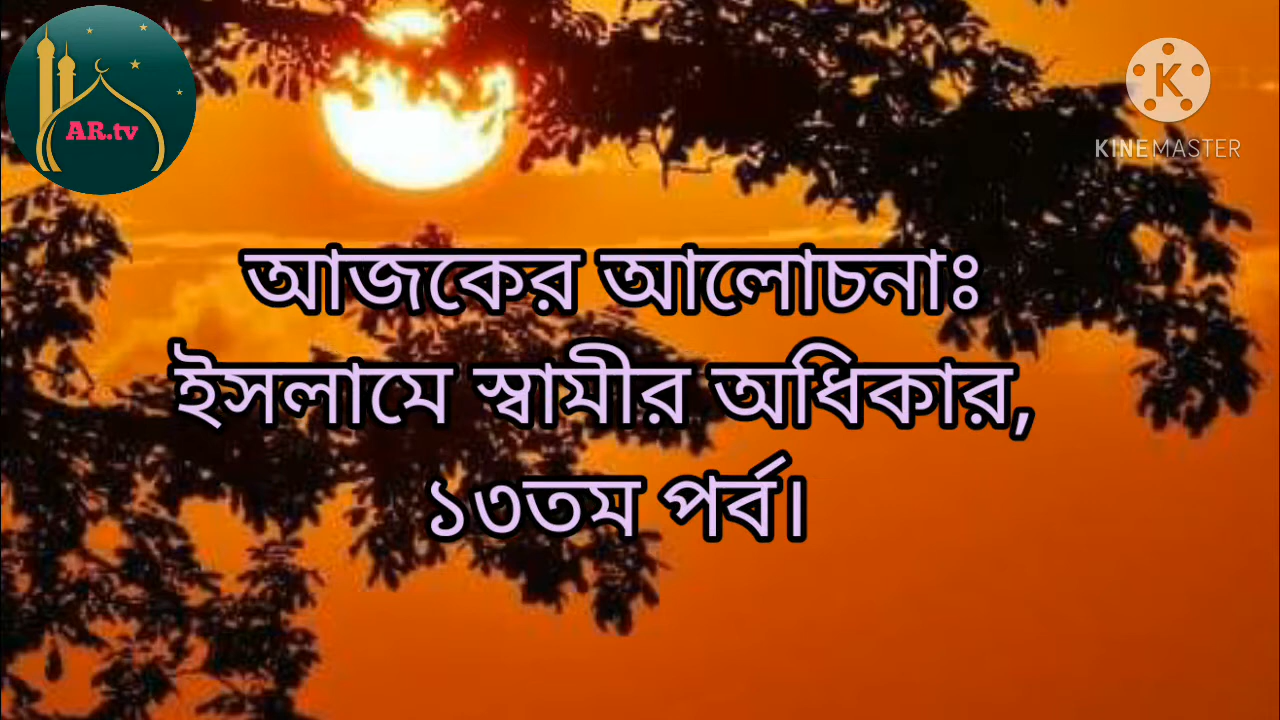 AR.tv
K
KINEMASTER
আজকের আলোচনাঃ
ইসলামে স্বামীর অধিকার,
১৩তম পর্ব।